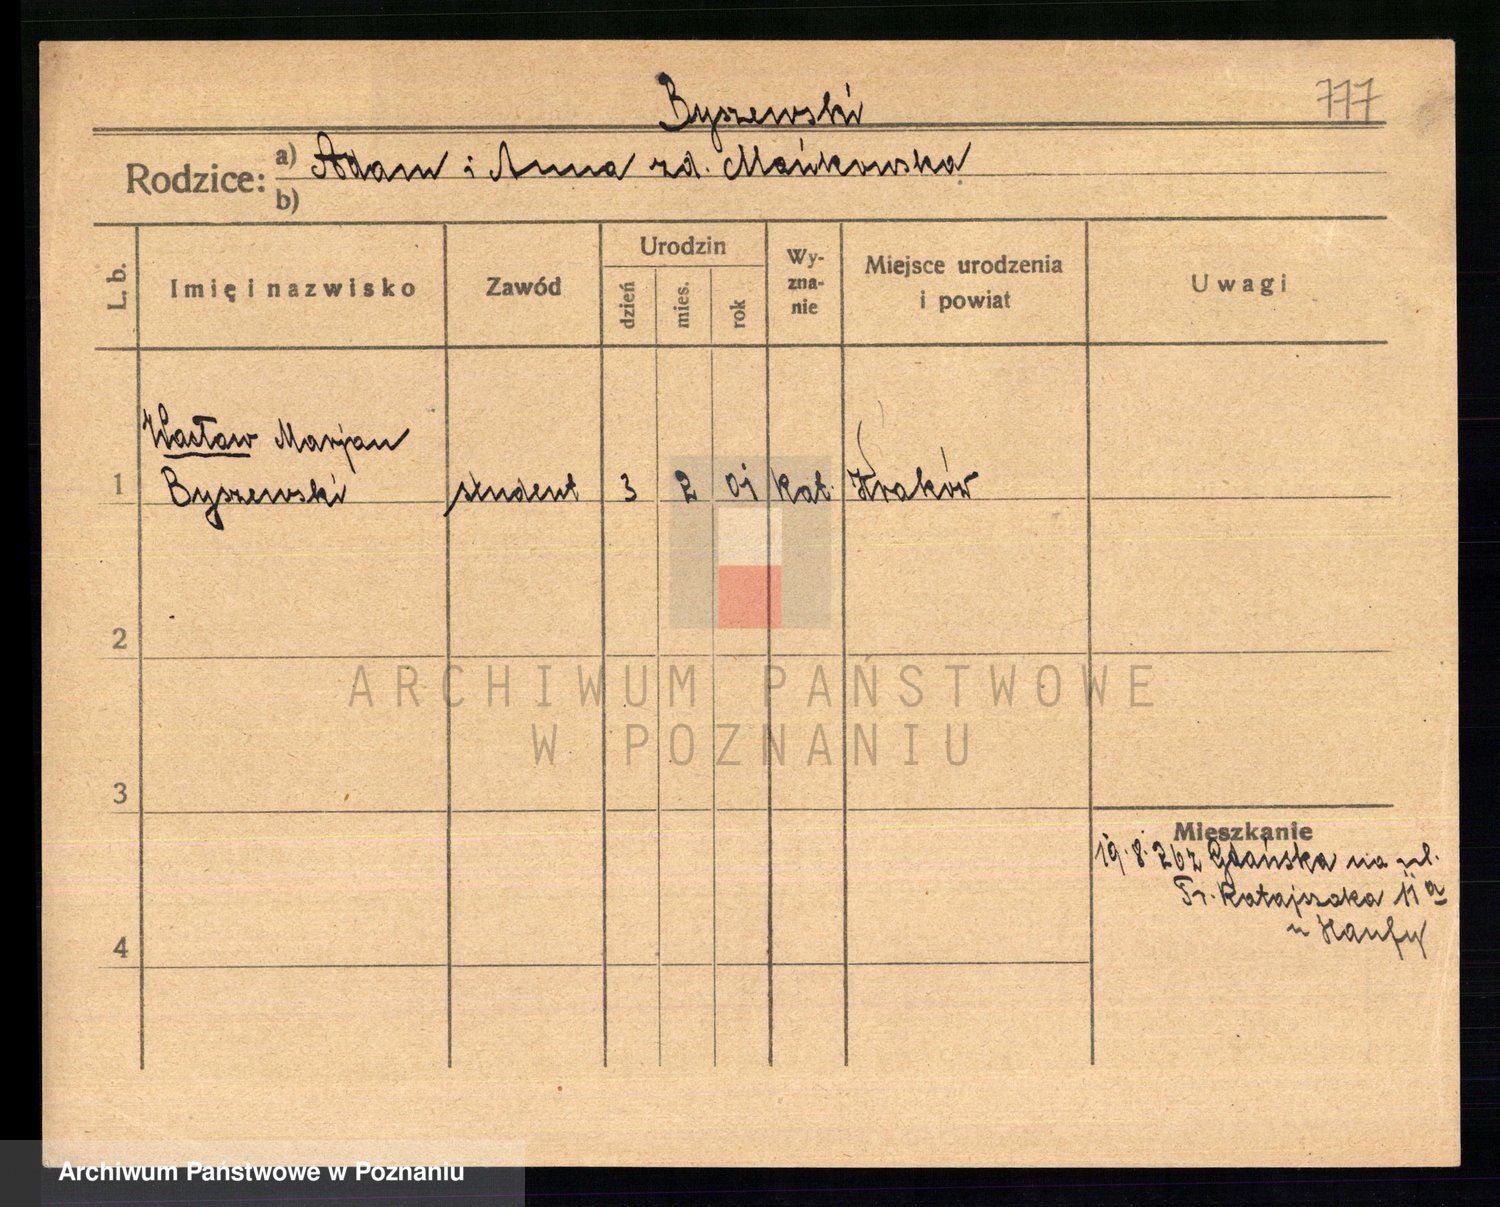 Byszewski
777
Rodzice: a) Adam i Anna zd. Mańkowska
b)
L. b.
Imię i nazwisko
Zawód
Urodzin
dzień
mies.
rok
Wy-
zna-
nie
Miejsce urodzenia
i powiat
Uwagi
Wacław Marjan
1 Byszewski student 3 2 01 kat. Kraków
2
ARCHIWUM PAŃSTWOWE
W POZNANIU
3
Mieszkanie
19.8.26 z Gdańska na ul.
Fr. Ratajczaka 11a
u
4
Archiwum Państwowe w Poznaniu